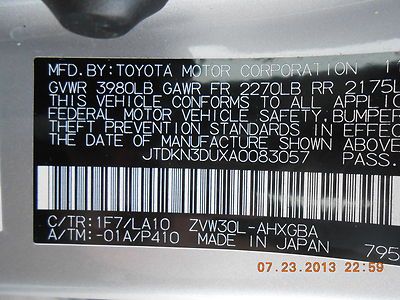 MFD.BY:TOYOTA MOTOR CORPORATION 11
GVWR 3980LB GAWR FR 2270LB RR 2175L
THIS VEHICLE CONFORMS TO ALL APPLIC
FEDERAL MOTOR VEHICLE SAFETY, BUMPER
THEFT PREVENTION STANDARDS IN EFFEC
THE DATE OF MANUFACTURE SHOWN ABOV
JTDKN3DUXA0083057 PASS.
C/TR:1F7/LA10 ZVW30L-AHXGBA
A/TM:-01A/P410 MADE IN JAPAN 795
07.23.2013 22:59